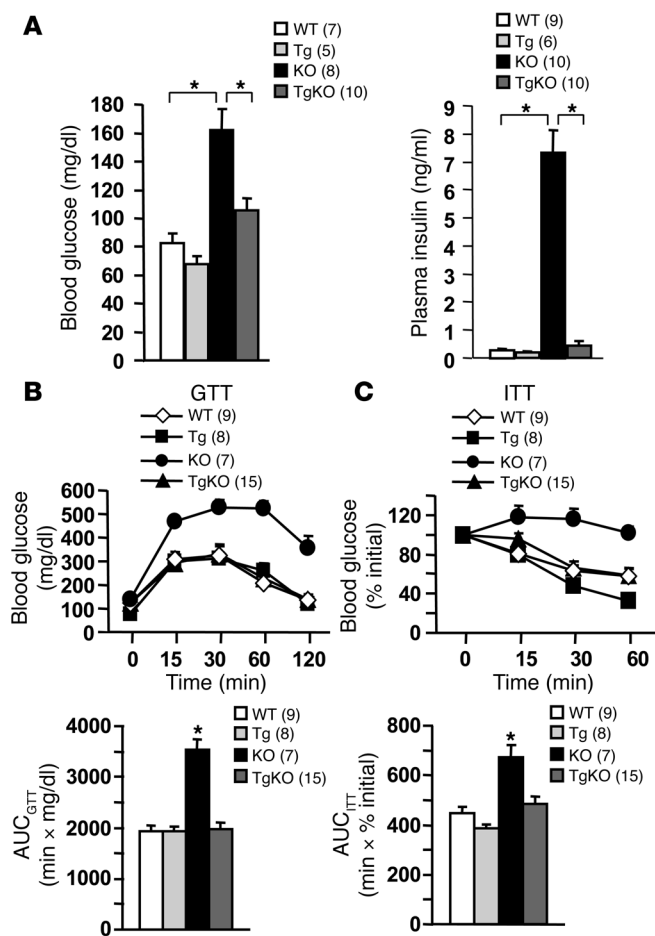 A
WT (7)
Tg (5)
KO (8)
TgKO (10)
* *
Blood glucose (mg/dl)
180
160
140
120
100
80
60
40
20
0
WT (9)
Tg (6)
KO (10)
TgKO (10)
* *
Plasma insulin (ng/ml)
9
8
7
6
5
4
3
2
1
0
B
GTT
WT (9)
Tg (8)
KO (7)
TgKO (15)
Blood glucose
(mg/dl)
600
500
400
300
200
100
0
0 15 30 60 120
Time (min)
C
ITT
WT (9)
Tg (8)
KO (7)
TgKO (15)
Blood glucose
(% initial)
120
80
40
0
0 15 30 60
Time (min)
WT (9)
Tg (8)
KO (7)
TgKO (15)
*
AUCGTT
(min × mg/dl)
4000
3000
2000
1000
0
WT (9)
Tg (8)
KO (7)
TgKO (15)
*
AUCITT
(min × % initial)
800
600
400
200
0